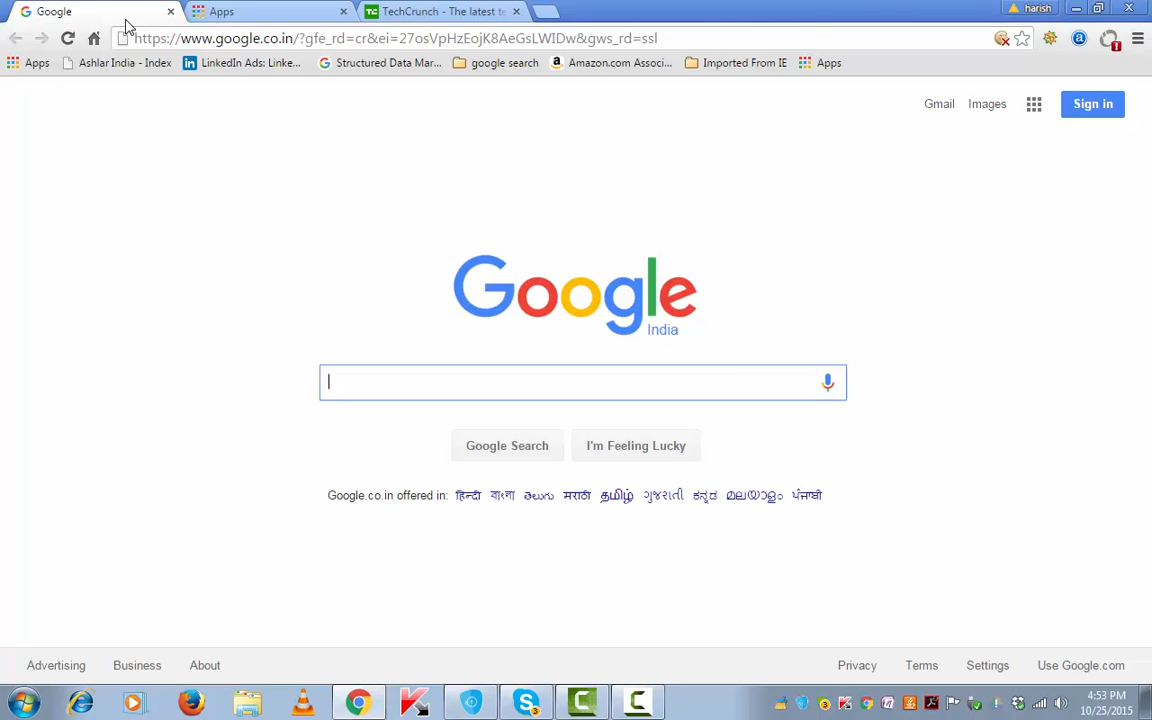 Google
Apps
TechCrunch - The latest te
harish
https://www.google.co.in/?gfe_rd=cr&ei=27osVpHzEojK8AeGsLWIDw&gws_rd=ssl
Apps
Ashlar India - Index
LinkedIn Ads: Linke...
Structured Data Mar...
google search
Amazon.com Associ...
Imported From IE
Apps
Gmail
Images
Sign in
Google
India
Google Search
I'm Feeling Lucky
Google.co.in offered in: हिन्दी বাংলা తెలుగు मराठी தமிழ் ગુજરાતી ಕನ್ನಡ മലയാളം ਪੰਜਾਬੀ
Advertising
Business
About
Privacy
Terms
Settings
Use Google.com
4:53 PM
10/25/2015